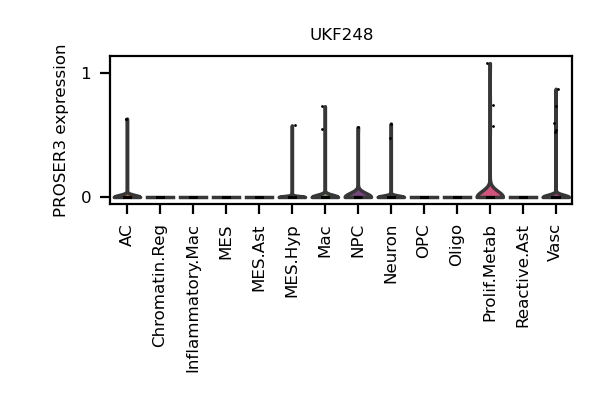 UKF248
PROSER3 expression
1
0
AC
Chromatin.Reg
Inflammatory.Mac
MES
MES.Ast
MES.Hyp
Mac
NPC
Neuron
OPC
Oligo
Prolif.Metab
Reactive.Ast
Vasc